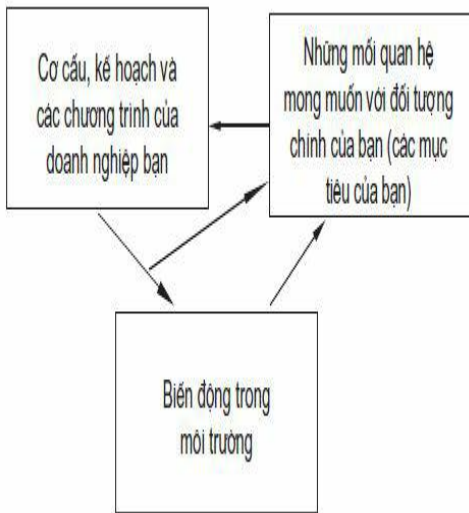 Cơ cấu, kế hoạch và
các chương trình của
doanh nghiệp bạn
Những mối quan hệ
mong muốn với đối tượng
chính của bạn (các mục
tiêu của bạn)
Biến động trong
môi trường